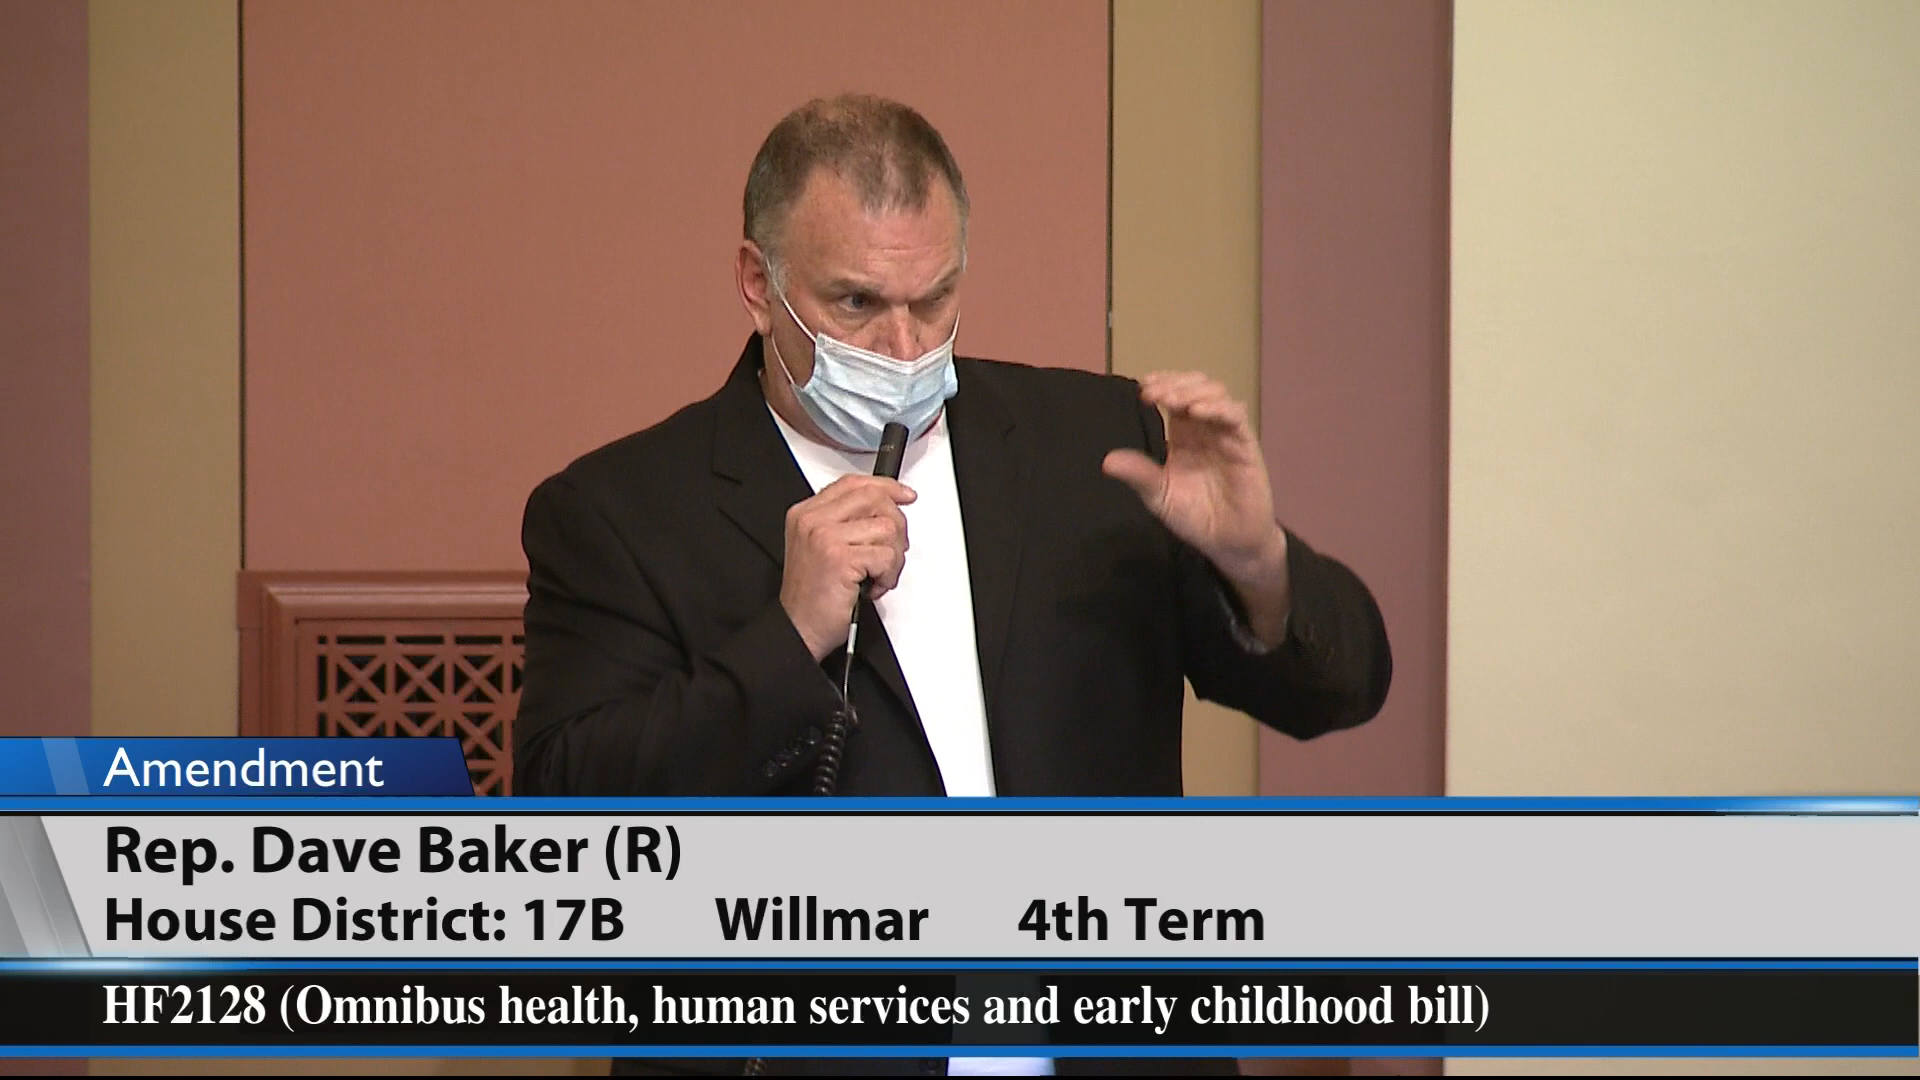 Amendment
Rep. Dave Baker (R)
House District: 17B Willmar 4th Term
HF2128 (Omnibus health, human services and early childhood bill)